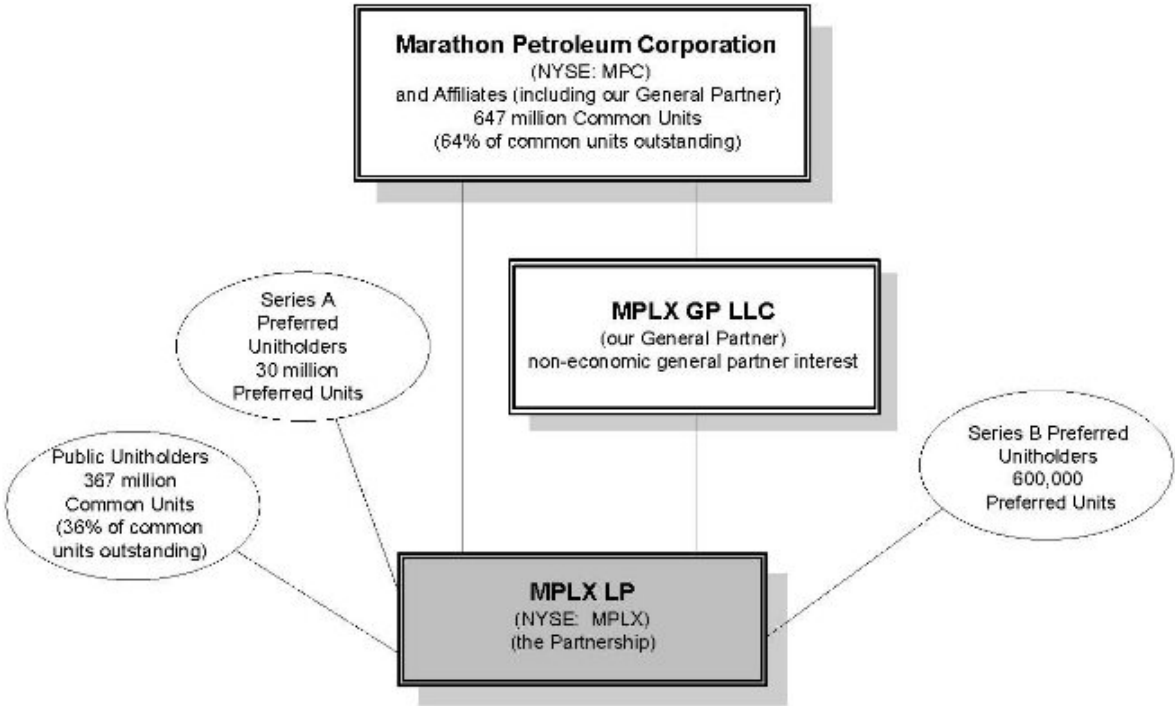 Marathon Petroleum Corporation
(NYSE: MPC)
and Affiliates (including our General Partner)
647 million Common Units
(64% of common units outstanding)
MPLX GP LLC
(our General Partner)
non-economic general partner interest
Series A
Preferred
Unitholders
30 million
Preferred Units
Public Unitholders
367 million
Common Units
(36% of common
units outstanding)
Series B Preferred
Unitholders
600,000
Preferred Units
MPLX LP
(NYSE: MPLX)
(the Partnership)